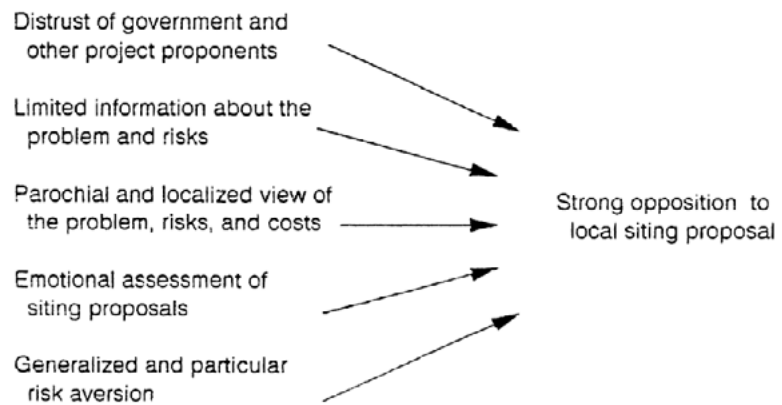 Distrust of government and
other project proponents
Limited information about the
problem and risks
Parochial and localized view of
the problem, risks, and costs
Emotional assessment of
siting proposals
Generalized and particular
risk aversion
Strong opposition to
local siting proposal